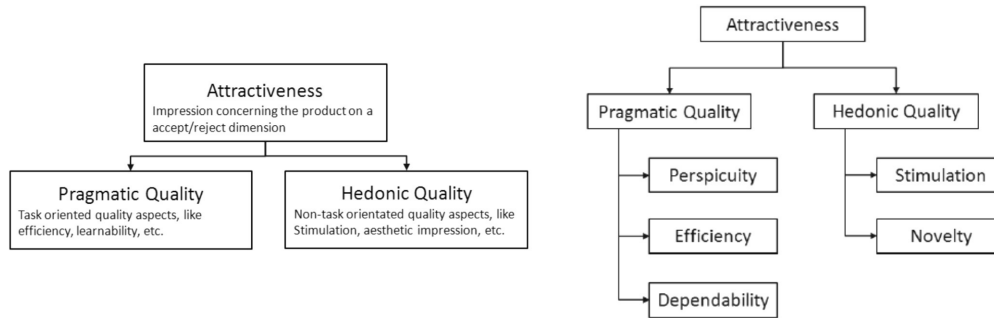 Attractiveness
Impression concerning the product on a
accept/reject dimension
Pragmatic Quality
Task oriented quality aspects, like
efficiency, learnability, etc.
Hedonic Quality
Non-task orientated quality aspects, like
Stimulation, aesthetic impression, etc.
Attractiveness
Pragmatic Quality
Hedonic Quality
Perspicuity
Stimulation
Efficiency
Novelty
Dependability